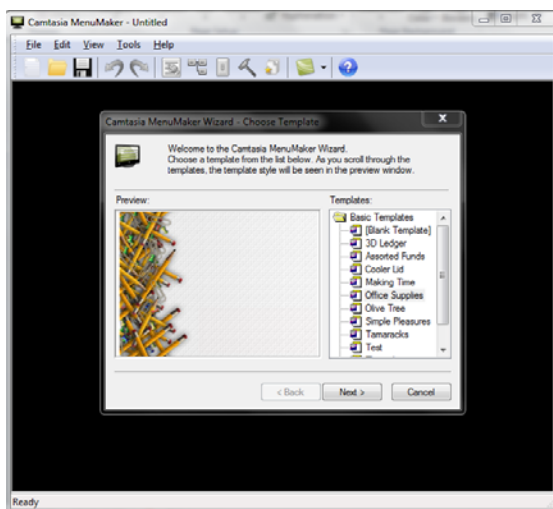 Camtasia MenuMaker - Untitled
File Edit View Tools Help
Camtasia MenuMaker Wizard - Choose Template
Welcome to the Camtasia MenuMaker Wizard.
Choose a template from the list below. As you scroll through the
templates, the template style will be seen in the preview window.
Preview:
Templates:
Basic Templates
[Blank Template]
3D Ledger
Assorted Funds
Cooler Lid
Making Time
Office Supplies
Olive Tree
Simple Pleasures
Tamaracks
Test
< Back Next > Cancel
Ready